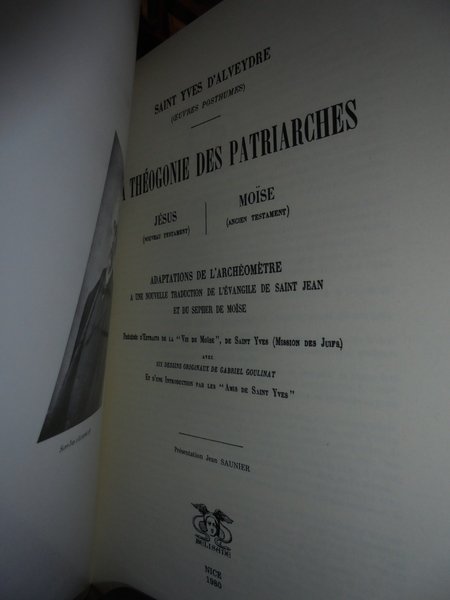 SAINT YVES D'ALVEYDRE
(ŒUVRES POSTHUMES)
A THÉOGONIE DES PATRIARCHES
JÉSUS
(NOUVEAU TESTAMENT)
MOÏSE
(ANCIEN TESTAMENT)
ADAPTATIONS DE L'ARCHÉOMÈTRE
A UNE NOUVELLE TRADUCTION DE L'ÉVANGILE DE SAINT JEAN
ET DU SEPHER DE MOÏSE
Précédée d'Extraits de la "Vie de Moïse", de Saint Yves (Mission des Juifs)
AVEC
SIX DESSINS ORIGINAUX DE GABRIEL GOULINAT
Et d'une Introduction par les "Amis de Saint Yves"
Présentation Jean SAUNIER
BELISANE
NICE
1980